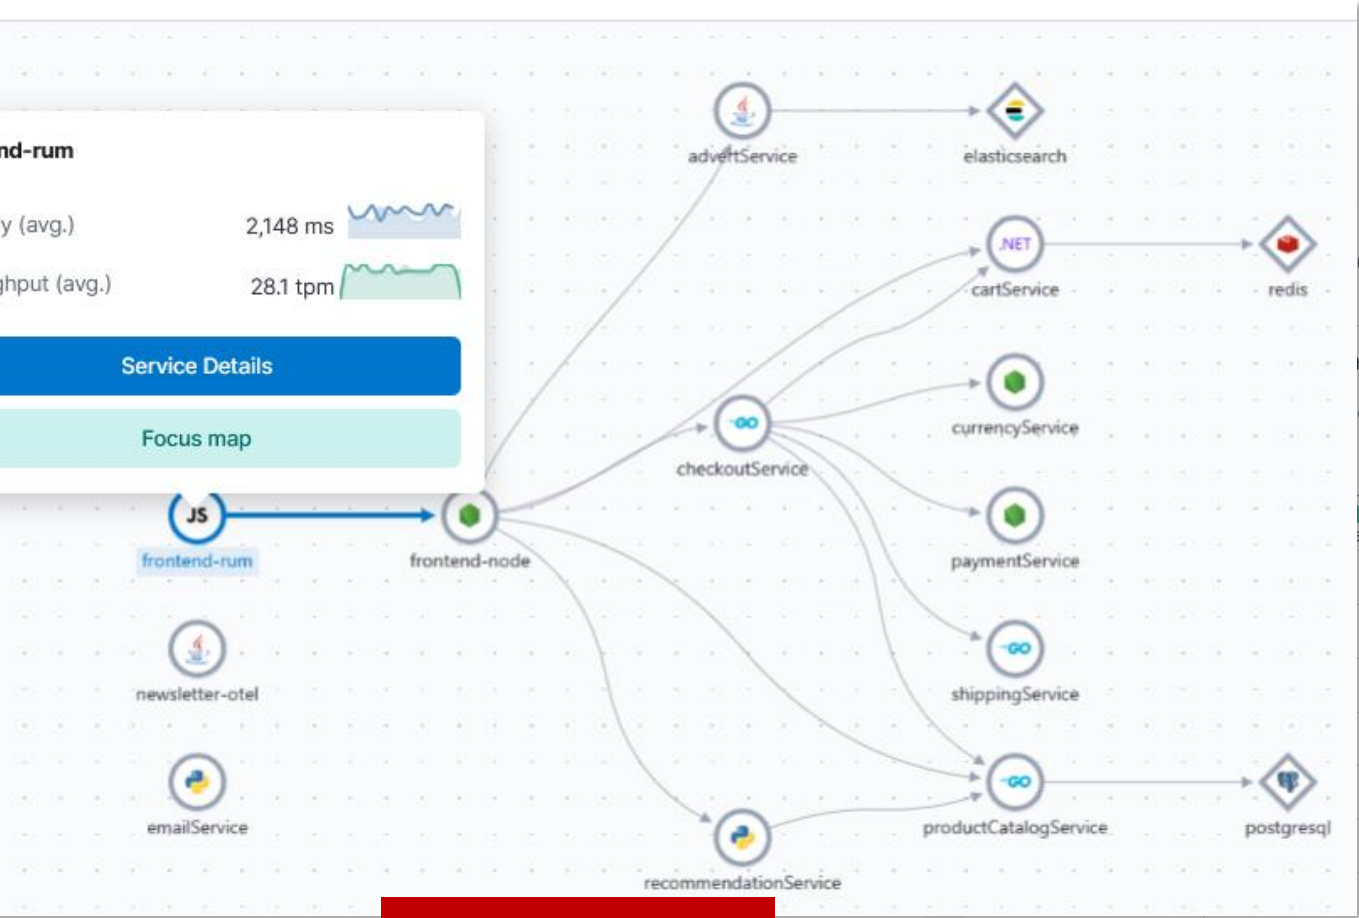 nd-rum
y (avg.) 2,148 ms
ghput (avg.) 28.1 tpm
Service Details
Focus map
advertService
elasticsearch
.NET
cartService
redis
GO
checkoutService
currencyService
JS
frontend-rum
frontend-node
paymentService
GO
shippingService
newsletter-otel
GO
productCatalogService
postgresql
emailService
recommendationService